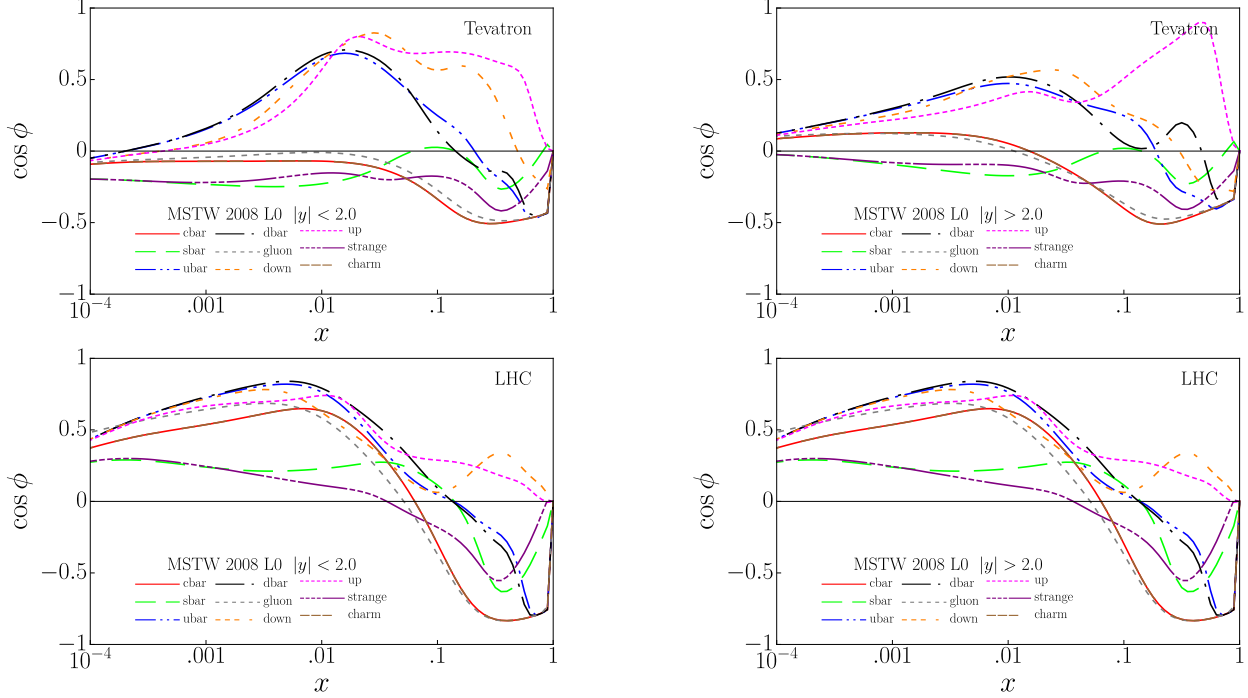 1
Tevatron
0.5
cos ϕ
0
−0.5
MSTW 2008 L0 |y| < 2.0
cbar dbar up
sbar gluon strange
ubar down charm
−1
10⁻⁴ .001 .01 .1 1
x
1
Tevatron
0.5
cos ϕ
0
−0.5
MSTW 2008 L0 |y| > 2.0
cbar dbar up
sbar gluon strange
ubar down charm
−1
10⁻⁴ .001 .01 .1 1
x
1
LHC
0.5
cos ϕ
0
−0.5
MSTW 2008 L0 |y| < 2.0
cbar dbar up
sbar gluon strange
ubar down charm
−1
10⁻⁴ .001 .01 .1 1
x
1
LHC
0.5
cos ϕ
0
−0.5
MSTW 2008 L0 |y| > 2.0
cbar dbar up
sbar gluon strange
ubar down charm
−1
10⁻⁴ .001 .01 .1 1
x